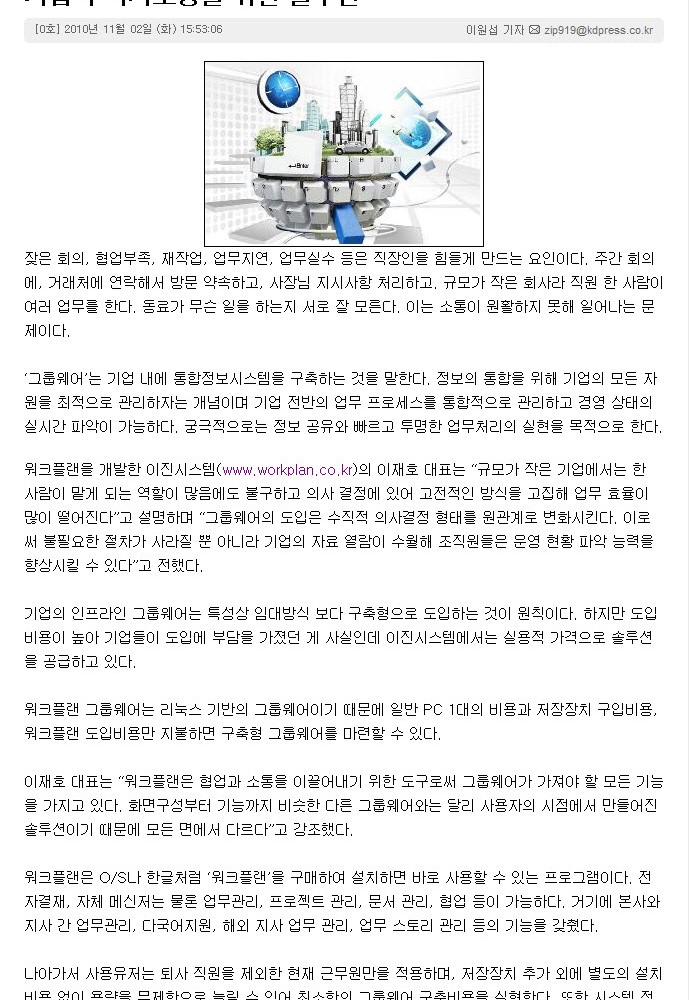 [0호] 2010년 11월 02일 (화) 15:53:06
이원섭 기자 zip919@kdpress.co.kr
Enter
잦은 회의, 협업부족, 재작업, 업무지연, 업무실수 등은 직장인을 힘들게 만드는 요인이다. 주간 회의
에, 거래처에 연락해서 방문 약속하고, 사장님 지시사항 처리하고, 규모가 작은 회사라 직원 한 사람이
여러 업무를 한다. 동료가 무슨 일을 하는지 서로 잘 모른다. 이는 소통이 원활하지 못해 일어나는 문
제이다.
‘그룹웨어’는 기업 내에 통합정보시스템을 구축하는 것을 말한다. 정보의 통합을 위해 기업의 모든 자
원을 최적으로 관리하자는 개념이며 기업 전반의 업무 프로세스를 통합적으로 관리하고 경영 상태의
실시간 파악이 가능하다. 궁극적으로는 정보 공유와 빠르고 투명한 업무처리의 실현을 목적으로 한다.
워크플랜을 개발한 이진시스템(www.workplan.co.kr)의 이재호 대표는 “규모가 작은 기업에서는 한
사람이 맡게 되는 역할이 많음에도 불구하고 의사 결정에 있어 고전적인 방식을 고집해 업무 효율이
많이 떨어진다”고 설명하며 “그룹웨어의 도입은 수직적 의사결정 형태를 원관계로 변화시킨다. 이로
써 불필요한 절차가 사라질 뿐 아니라 기업의 자료 열람이 수월해 조직원들은 운영 현황 파악 능력을
향상시킬 수 있다”고 전했다.
기업의 인프라인 그룹웨어는 특성상 임대방식 보다 구축형으로 도입하는 것이 원칙이다. 하지만 도입
비용이 높아 기업들이 도입에 부담을 가졌던 게 사실인데 이진시스템에서는 실용적 가격으로 솔루션
을 공급하고 있다.
워크플랜 그룹웨어는 리눅스 기반의 그룹웨어이기 때문에 일반 PC 1대의 비용과 저장장치 구입비용,
워크플랜 도입비용만 지불하면 구축형 그룹웨어를 마련할 수 있다.
이재호 대표는 “워크플랜은 협업과 소통을 이끌어내기 위한 도구로써 그룹웨어가 가져야 할 모든 기능
을 가지고 있다. 화면구성부터 기능까지 비슷한 다른 그룹웨어와는 달리 사용자의 시점에서 만들어진
솔루션이기 때문에 모든 면에서 다르다”고 강조했다.
워크플랜은 O/S나 한글처럼 ‘워크플랜’을 구매하여 설치하면 바로 사용할 수 있는 프로그램이다. 전
자결재, 자체 메신저는 물론 업무관리, 프로젝트 관리, 문서 관리, 협업 등이 가능하다. 거기에 본사와
지사 간 업무관리, 다국어지원, 해외 지사 업무 관리, 업무 스토리 관리 등의 기능을 갖췄다.
나아가서 사용유저는 퇴사 직원을 제외한 현재 근무원만을 적용하며, 저장장치 추가 외에 별도의 설치
비용 없이 용량을 무제한으로 늘릴 수 있어 최소한의 그룹웨어 구축비용을 실현한다. 또한 시스템 적